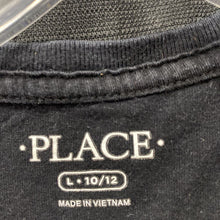 ·PLACE·
L • 10/12
MADE IN VIETNAM